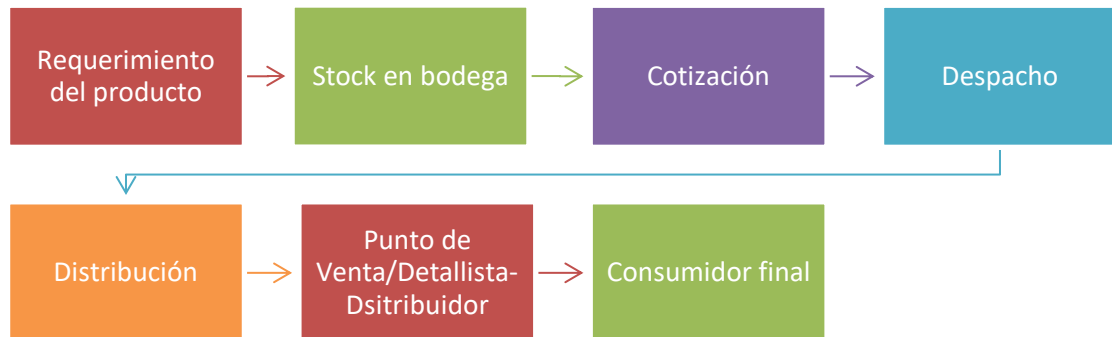 Requerimiento
del producto
Stock en bodega
Cotización
Despacho
Distribución
Punto de
Venta/Detallista-
Dsitribuidor
Consumidor final